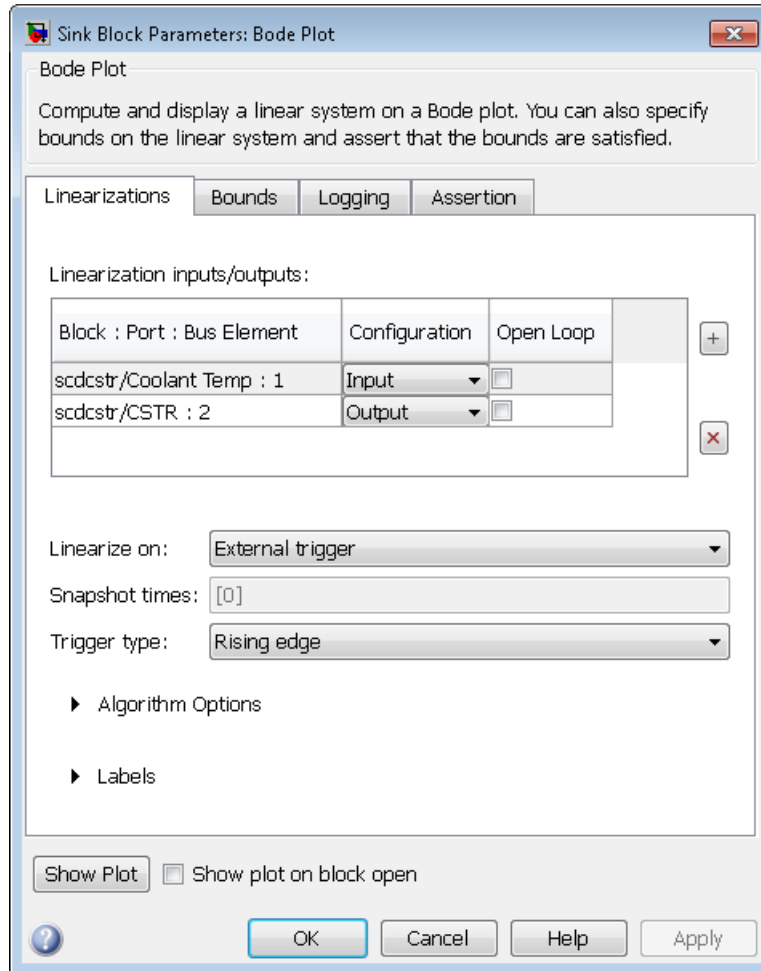 Sink Block Parameters: Bode Plot
Bode Plot
Compute and display a linear system on a Bode plot. You can also specify
bounds on the linear system and assert that the bounds are satisfied.
Linearizations Bounds Logging Assertion
Linearization inputs/outputs:
Block : Port : Bus Element Configuration Open Loop
scdcstr/Coolant Temp : 1 Input
scdcstr/CSTR : 2 Output
Linearize on: External trigger
Snapshot times: [0]
Trigger type: Rising edge
Algorithm Options
Labels
Show Plot Show plot on block open
OK Cancel Help Apply